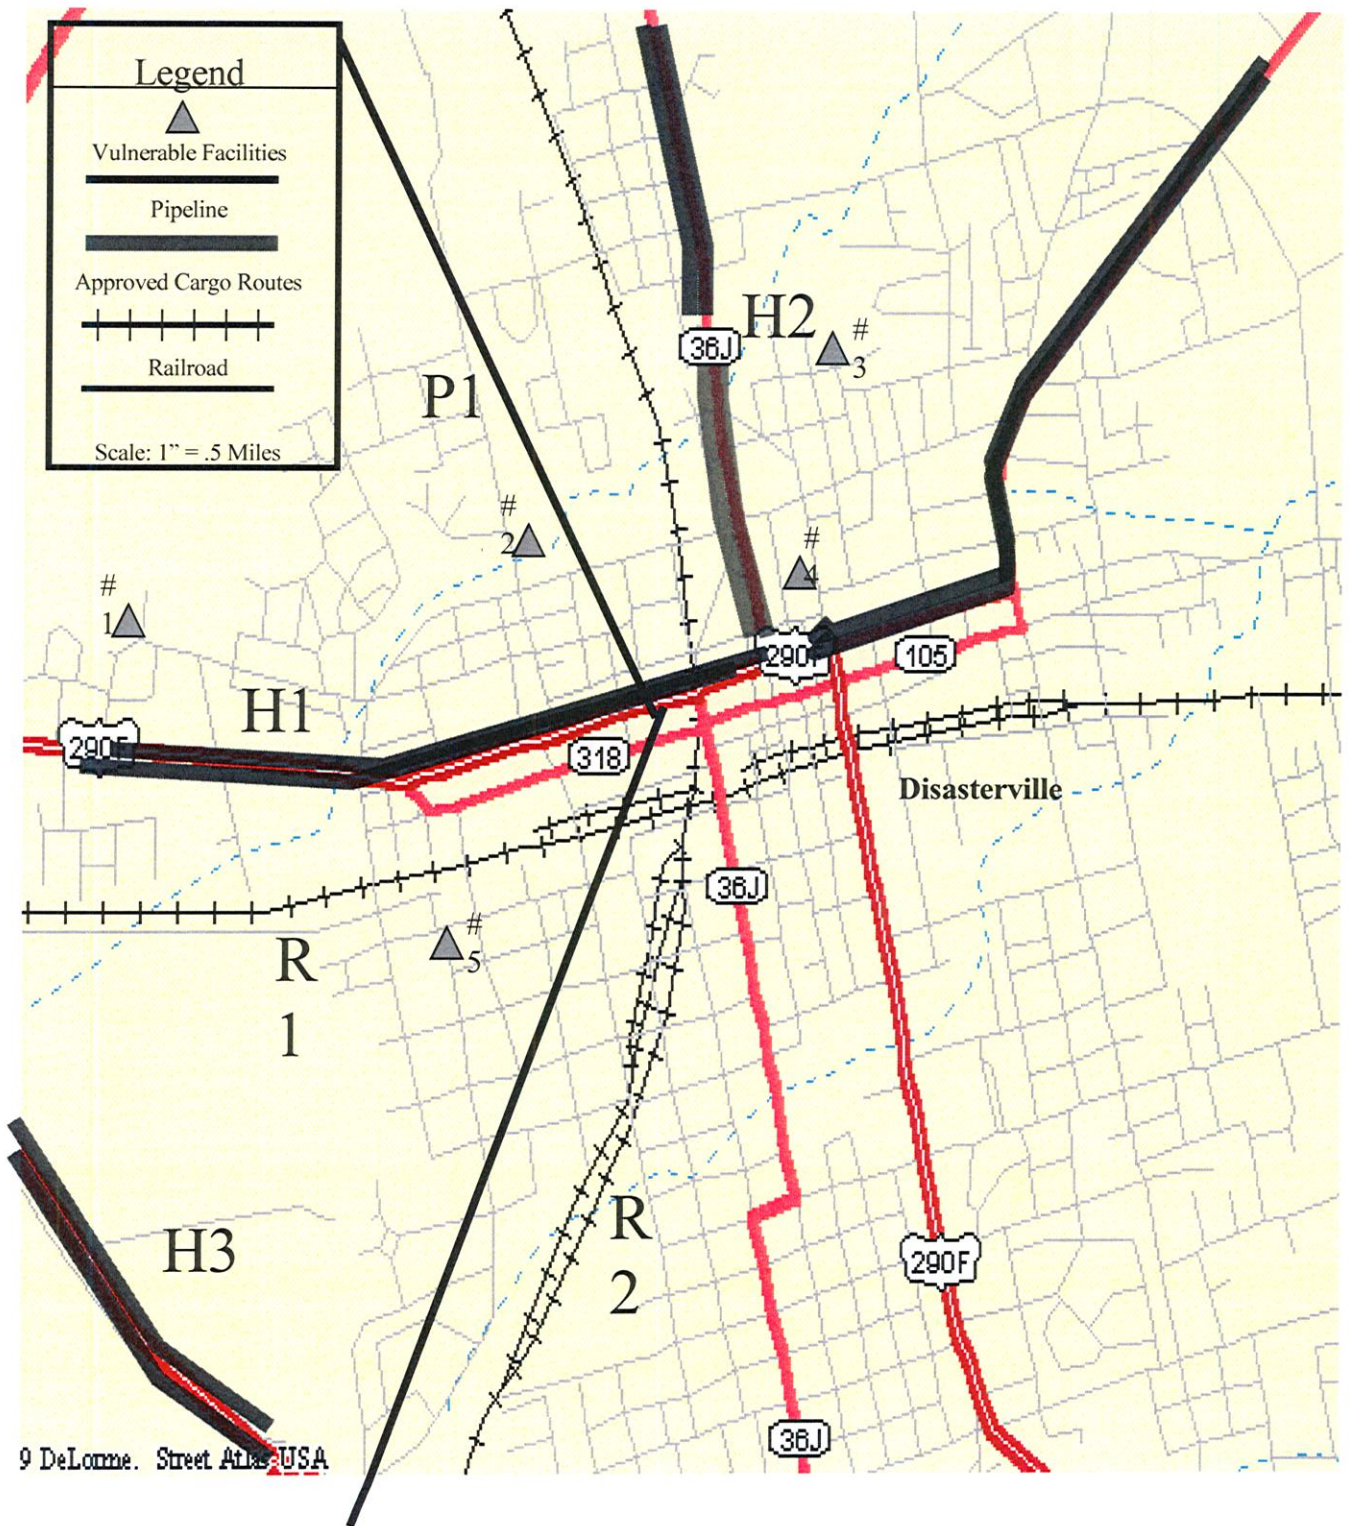 Legend
Vulnerable Facilities
Pipeline
Approved Cargo Routes
Railroad
Scale: 1” = .5 Miles
H2
36J
#
3
P1
#
2
#
4
#
1
290F
105
H1
290F
318
Disasterville
36J
#
5
R
1
R
2
H3
290F
36J
9 DeLorme. Street Atlas USA